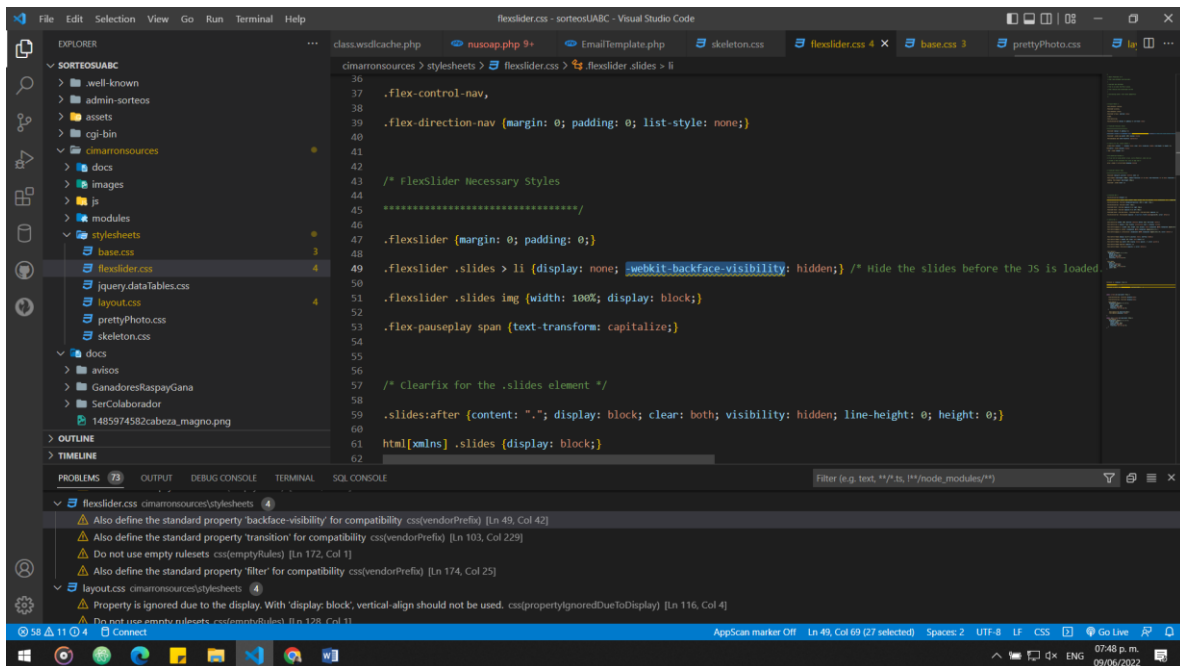 File Edit Selection View Go Run Terminal Help
flexslider.css - sorteosUABC - Visual Studio Code
EXPLORER
SORTEOSUABC
.well-known
admin-sorteos
assets
cgi-bin
cimarronsources
docs
images
js
modules
stylesheets
base.css 3
flexslider.css 4
jquery.dataTables.css
layout.css 4
prettyPhoto.css
skeleton.css
docs
avisos
GanadoresRaspayGana
SerColaborador
1485974582cabeza_magno.png
OUTLINE
TIMELINE
class.wsdlcache.php nusoap.php 9+ EmailTemplate.php skeleton.css flexslider.css 4 base.css 3 prettyPhoto.css lay
cimarronsources > stylesheets > flexslider.css > .flexslider .slides > li
36
37 .flex-control-nav,
38
39 .flex-direction-nav {margin: 0; padding: 0; list-style: none;}
40
41
42
43 /* FlexSlider Necessary Styles
44
45 *********************************/
46
47 .flexslider {margin: 0; padding: 0;}
48
49 .flexslider .slides > li {display: none; -webkit-backface-visibility: hidden;} /* Hide the slides before the JS is loaded.
50
51 .flexslider .slides img {width: 100%; display: block;}
52
53 .flex-pauseplay span {text-transform: capitalize;}
54
55
56
57 /* Clearfix for the .slides element */
58
59 .slides:after {content: "."; display: block; clear: both; visibility: hidden; line-height: 0; height: 0;}
60
61 html[xmlns] .slides {display: block;}
62
PROBLEMS 73 OUTPUT DEBUG CONSOLE TERMINAL SQL CONSOLE
Filter (e.g. text, **/*.ts, !**/node_modules/**)
flexslider.css cimarronsources\stylesheets 4
Also define the standard property 'backface-visibility' for compatibility css(vendorPrefix) [Ln 49, Col 42]
Also define the standard property 'transition' for compatibility css(vendorPrefix) [Ln 103, Col 229]
Do not use empty rulesets css(emptyRules) [Ln 172, Col 1]
Also define the standard property 'filter' for compatibility css(vendorPrefix) [Ln 174, Col 25]
layout.css cimarronsources\stylesheets 4
Property is ignored due to the display. With 'display: block', vertical-align should not be used. css(propertyIgnoredDueToDisplay) [Ln 116, Col 4]
Do not use empty rulesets css(emptyRules) [Ln 128, Col 1]
58 11 4 Connect
AppScan marker Off Ln 49, Col 69 (27 selected) Spaces: 2 UTF-8 LF CSS Go Live
ENG
07:48 p. m.
09/06/2022